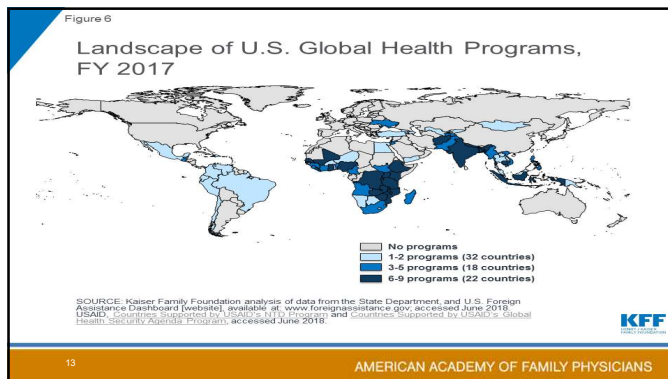 Figure 6
Landscape of U.S. Global Health Programs,
FY 2017
No programs
1-2 programs (32 countries)
3-5 programs (18 countries)
6-9 programs (22 countries)
SOURCE: Kaiser Family Foundation analysis of data from the State Department, and U.S. Foreign
Assistance Dashboard [website], available at: www.foreignassistance.gov, accessed June 2018.
USAID, Countries Supported by USAID's NTD Program and Countries Supported by USAID's Global
Health Security Agenda Program, accessed June 2018.
KFF
HENRY J KAISER
FAMILY FOUNDATION
13
AMERICAN ACADEMY OF FAMILY PHYSICIANS